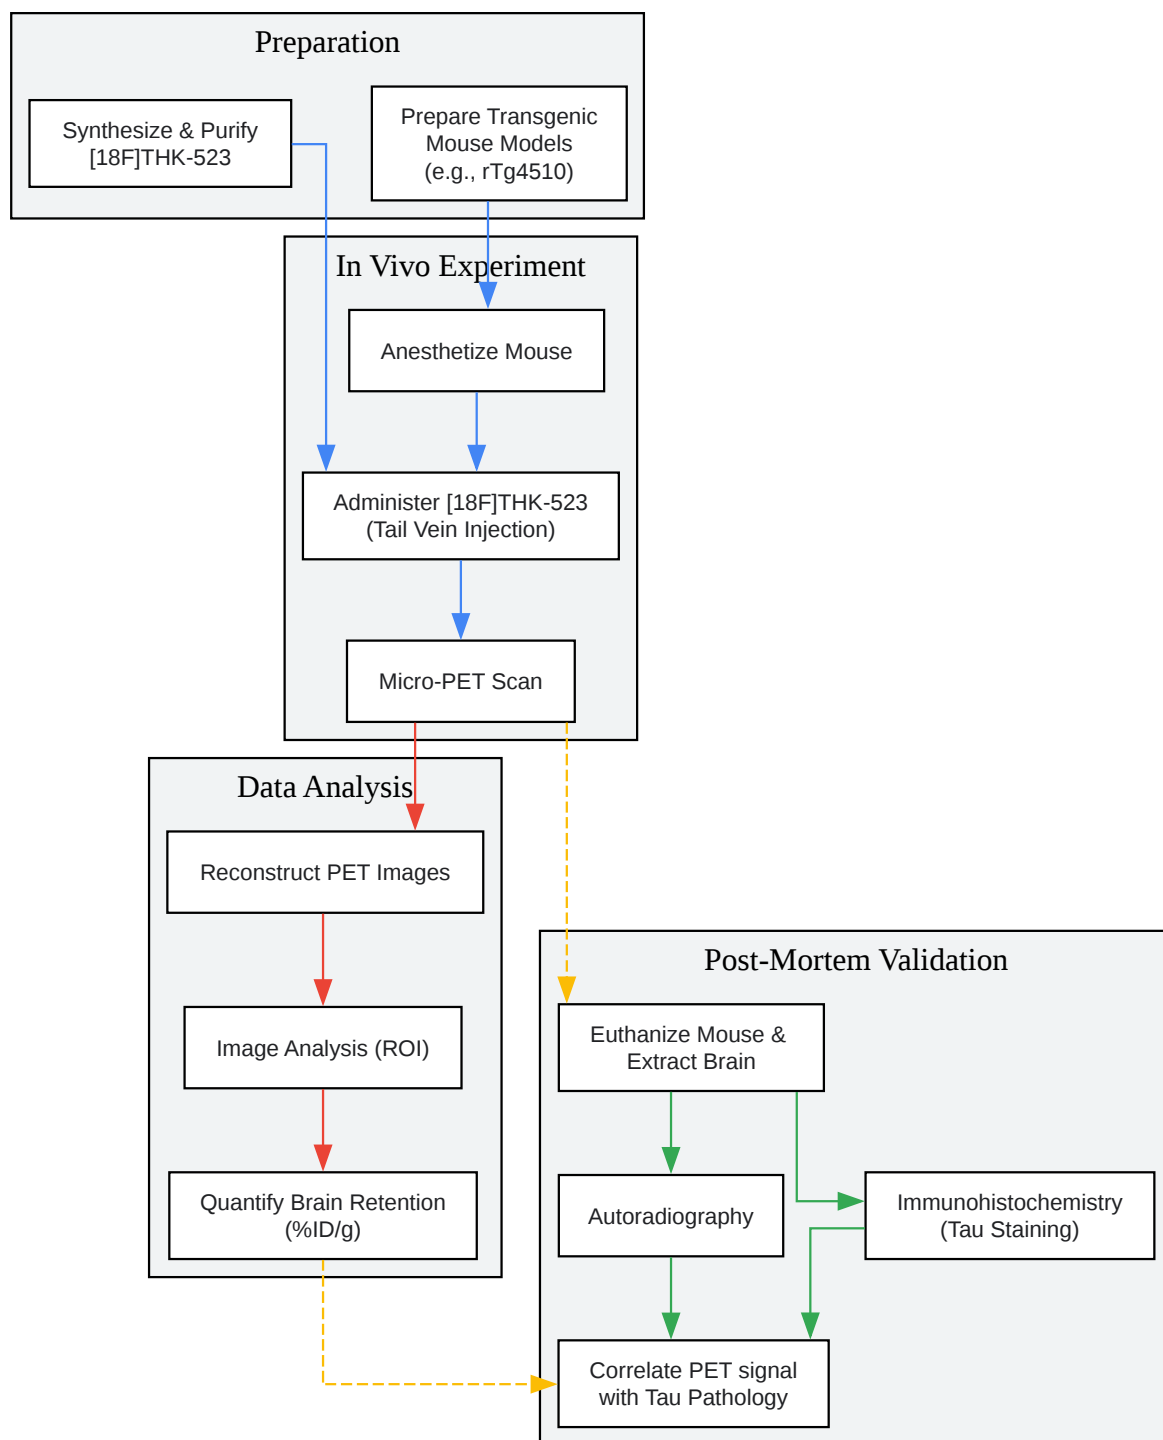 Preparation
Synthesize & Purify
[18F]THK-523
Prepare Transgenic
Mouse Models
(e.g., rTg4510)
In Vivo Experiment
Anesthetize Mouse
Administer [18F]THK-523
(Tail Vein Injection)
Micro-PET Scan
Data Analysis
Reconstruct PET Images
Image Analysis (ROI)
Quantify Brain Retention
(%ID/g)
Post-Mortem Validation
Euthanize Mouse &
Extract Brain
Autoradiography
Immunohistochemistry
(Tau Staining)
Correlate PET signal
with Tau Pathology